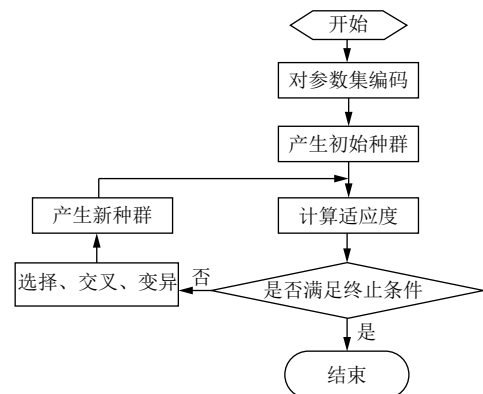 开始
对参数集编码
产生初始种群
产生新种群
计算适应度
选择、交叉、变异
否
是否满足终止条件
是
结束